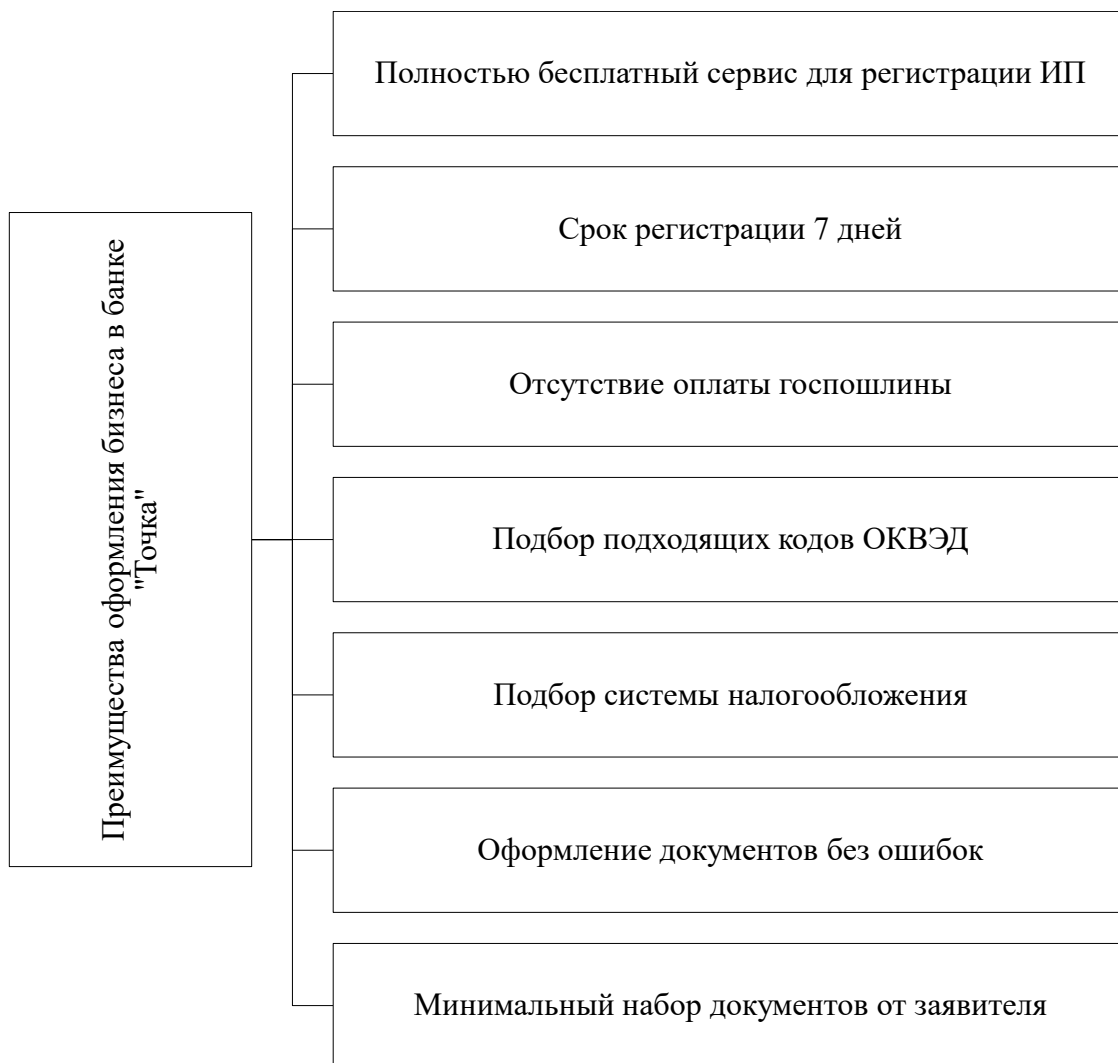 Преимущества оформления бизнеса в банке
"Точка"
Полностью бесплатный сервис для регистрации ИП
Срок регистрации 7 дней
Отсутствие оплаты госпошлины
Подбор подходящих кодов ОКВЭД
Подбор системы налогообложения
Оформление документов без ошибок
Минимальный набор документов от заявителя